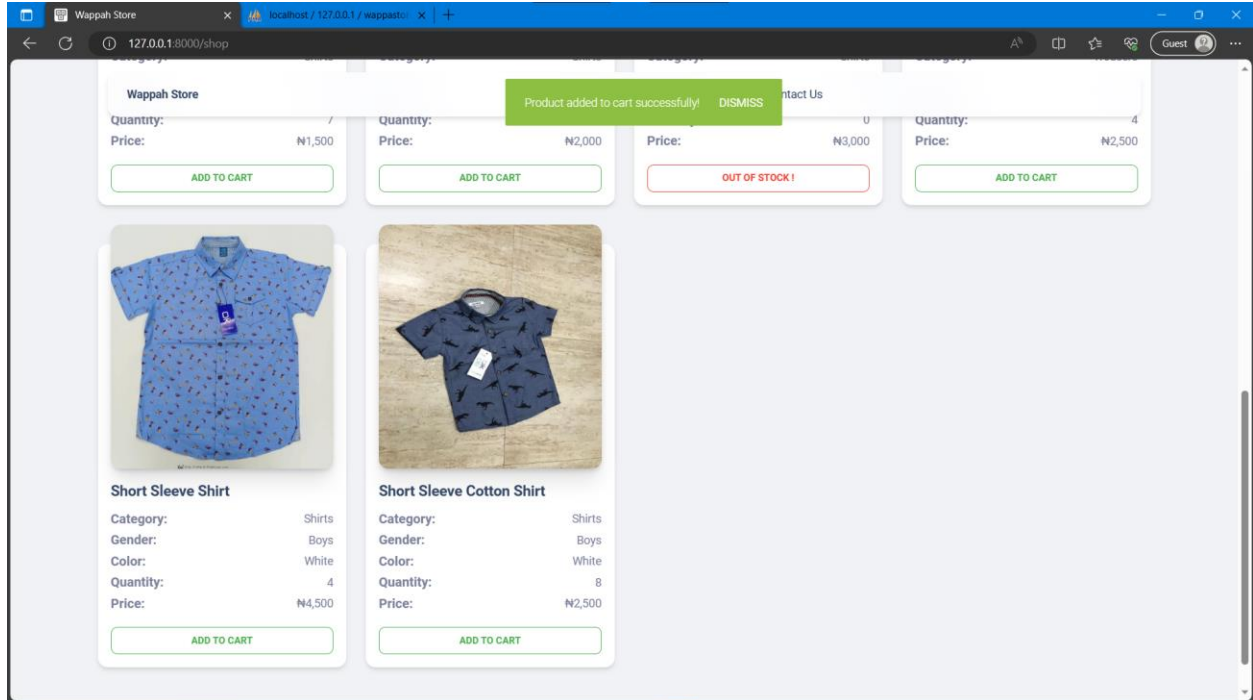 Wappah Store
localhost / 127.0.0.1 / wappastor
127.0.0.1:8000/shop
Guest
Wappah Store
Product added to cart successfully! DISMISS
ntact Us
Quantity: 7
Price: ₦1,500
ADD TO CART
Quantity:
Price: ₦2,000
ADD TO CART
0
Price: ₦3,000
OUT OF STOCK !
Quantity: 4
Price: ₦2,500
ADD TO CART
Short Sleeve Shirt
Category: Shirts
Gender: Boys
Color: White
Quantity: 4
Price: ₦4,500
ADD TO CART
Short Sleeve Cotton Shirt
Category: Shirts
Gender: Boys
Color: White
Quantity: 8
Price: ₦2,500
ADD TO CART